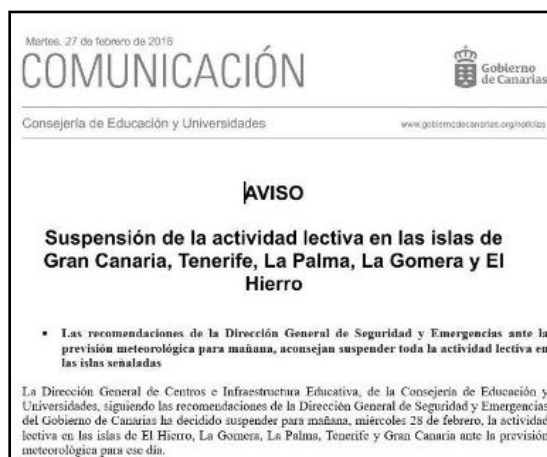 Martes, 27 de febrero de 2018
COMUNICACIÓN
Gobierno
de Canarias
Consejería de Educación y Universidades
www.gobiernodecanarias.org/noticias
AVISO
Suspensión de la actividad lectiva en las islas de
Gran Canaria, Tenerife, La Palma, La Gomera y El
Hierro
• Las recomendaciones de la Dirección General de Seguridad y Emergencias ante la
previsión meteorológica para mañana, aconsejan suspender toda la actividad lectiva en
las islas señaladas
La Dirección General de Centros e Infraestructura Educativa, de la Consejería de Educación y
Universidades, siguiendo las recomendaciones de la Dirección General de Seguridad y Emergencias
del Gobierno de Canarias ha decidido suspender para mañana, miércoles 28 de febrero, la actividad
lectiva en las islas de El Hierro, La Gomera, La Palma, Tenerife y Gran Canaria ante la previsión
meteorológica para ese día.